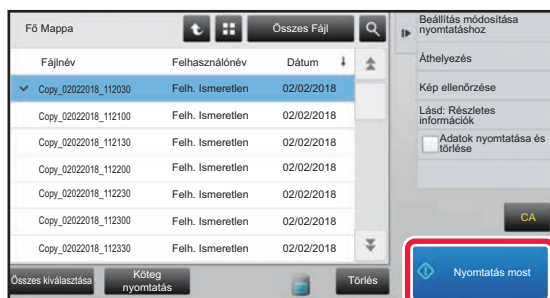 Fő Mappa
Összes Fájl
Fájlnév Felhasználónév Dátum
Copy_02022018_112030 Felh. Ismeretlen 02/02/2018
Copy_02022018_112100 Felh. Ismeretlen 02/02/2018
Copy_02022018_112130 Felh. Ismeretlen 02/02/2018
Copy_02022018_112200 Felh. Ismeretlen 02/02/2018
Copy_02022018_112230 Felh. Ismeretlen 02/02/2018
Copy_02022018_112300 Felh. Ismeretlen 02/02/2018
Copy_02022018_112330 Felh. Ismeretlen 02/02/2018
Összes kiválasztása
Köteg
nyomtatás
Törlés
Beállítás módosítása
nyomtatáshoz
Áthelyezés
Kép ellenőrzése
Lásd: Részletes
információk
Adatok nyomtatása és
törlése
CA
Nyomtatás most